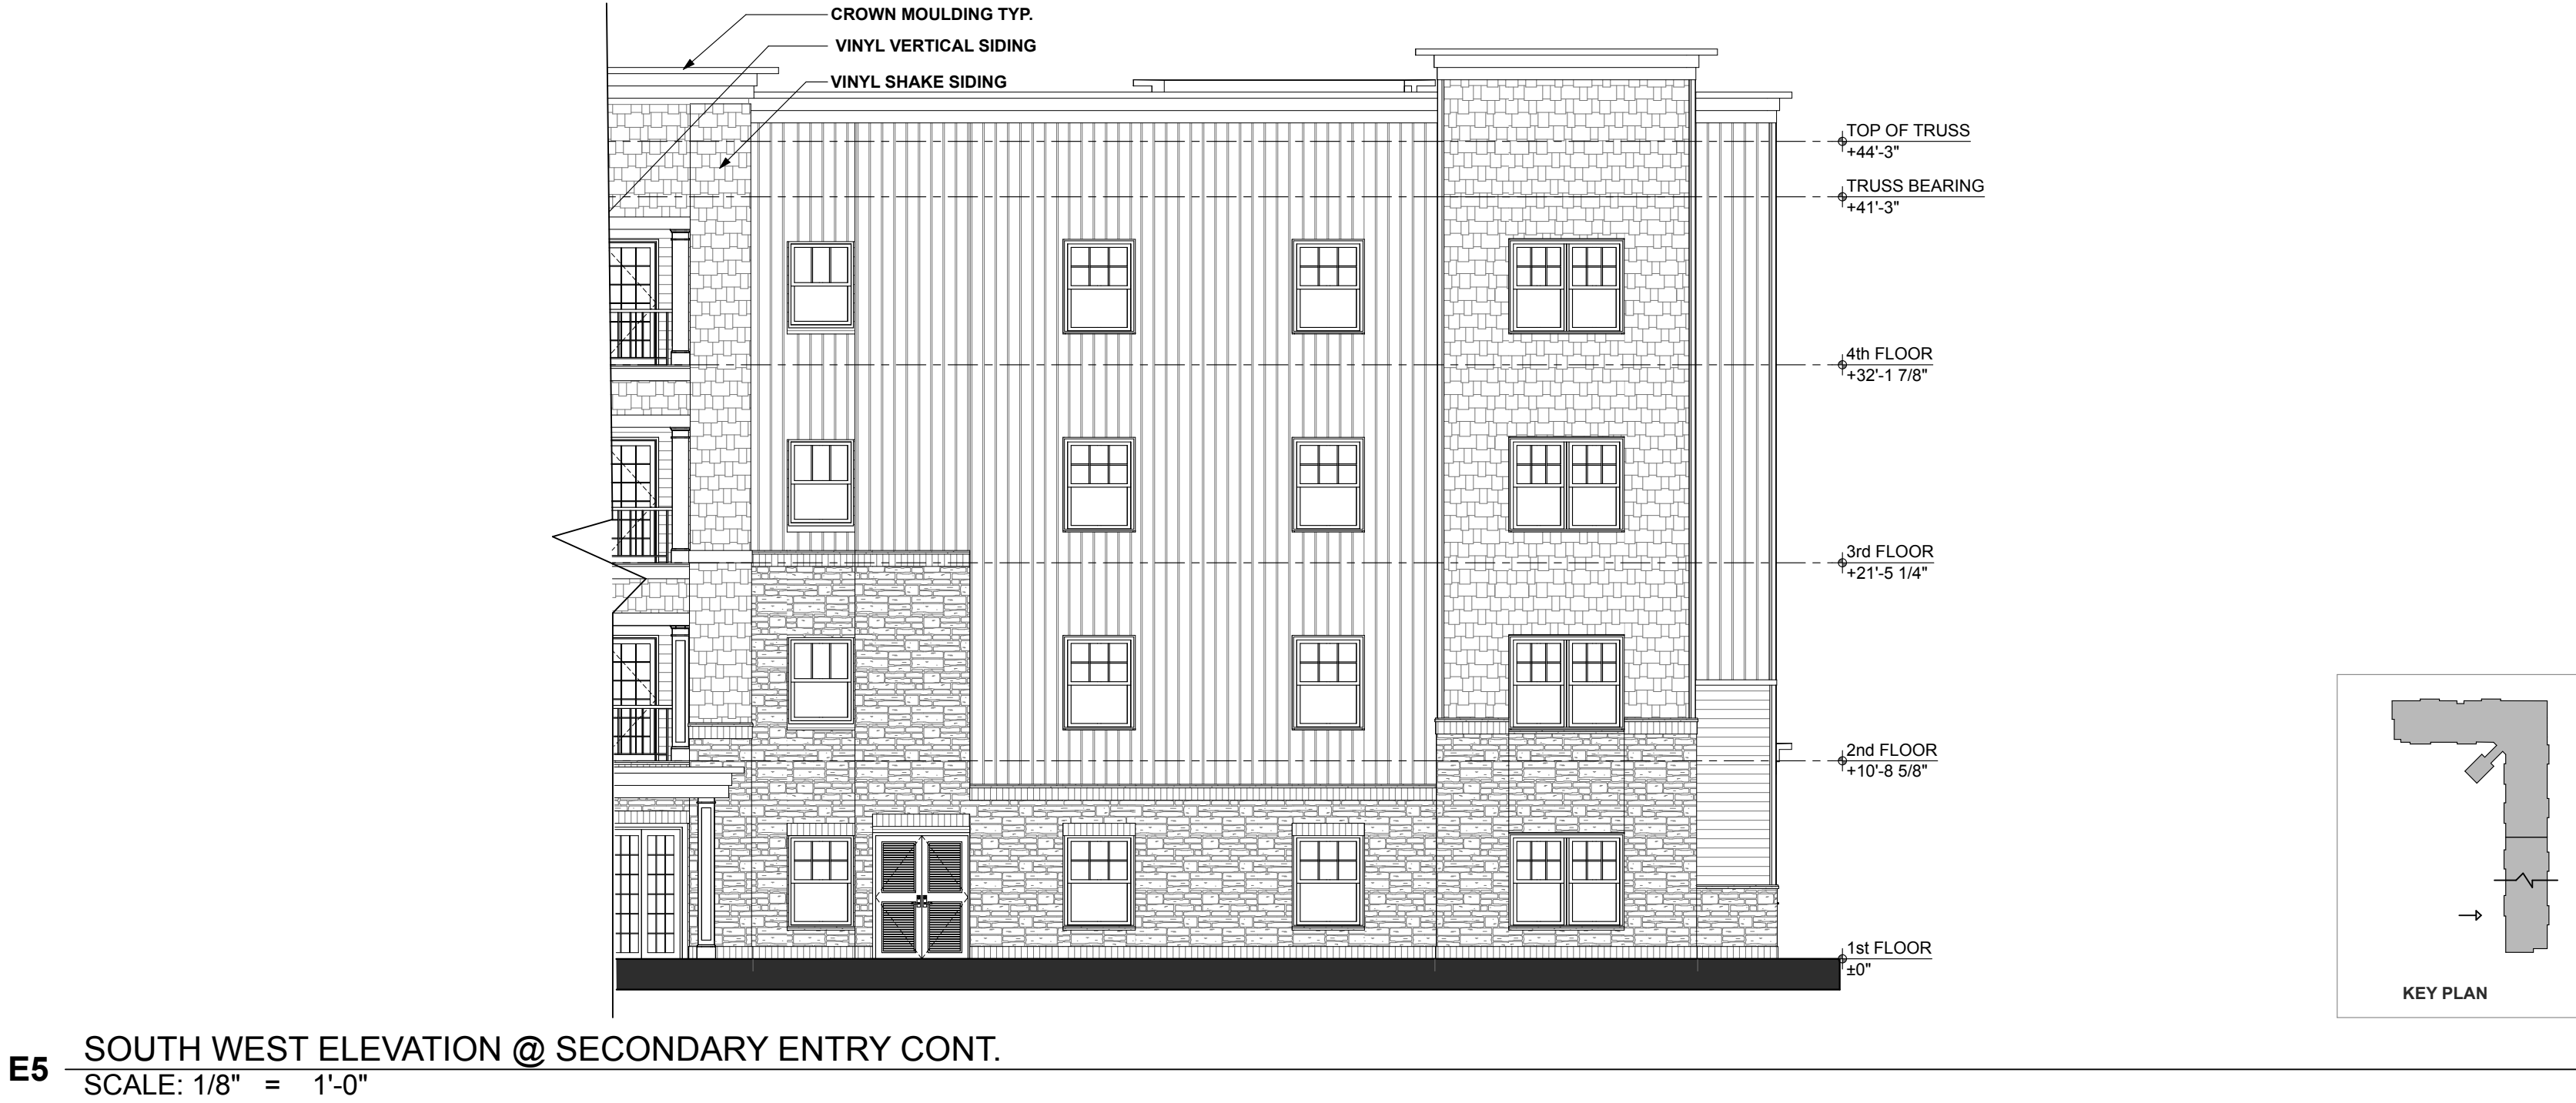 CROWN MOULDING TYP.
VINYL VERTICAL SIDING
VINYL SHAKE SIDING
TOP OF TRUSS
+44'-3"
TRUSS BEARING
+41'-3"
4th FLOOR
+32'-1 7/8"
3rd FLOOR
+21'-5 1/4"
2nd FLOOR
+10'-8 5/8"
1st FLOOR
±0"
KEY PLAN
E5
SOUTH WEST ELEVATION @ SECONDARY ENTRY CONT.
SCALE: 1/8" = 1'-0"